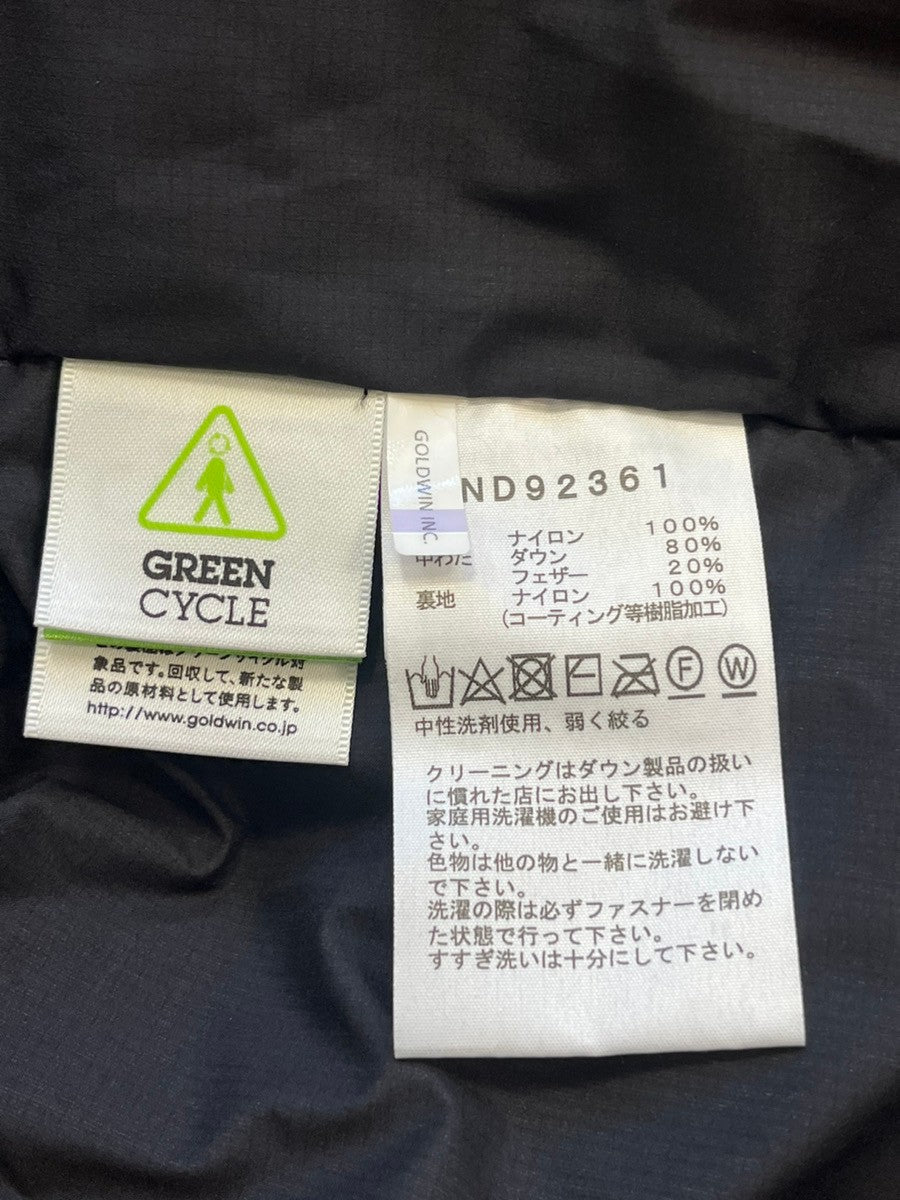 GREEN
CYCLE
象品です。回収して、新たな製
品の原材料として使用します。
http://www.goldwin.co.jp
GOLDWIN INC.
ND92361
ナイロン 100%
中わた ダウン 80%
フェザー 20%
裏地 ナイロン 100%
(コーティング等樹脂加工)
F W
中性洗剤使用、弱く絞る
クリーニングはダウン製品の扱い
に慣れた店にお出し下さい。
家庭用洗濯機のご使用はお避け下
さい。
色物は他の物と一緒に洗濯しない
で下さい。
洗濯の際は必ずファスナーを閉め
た状態で行って下さい。
すすぎ洗いは十分にして下さい。